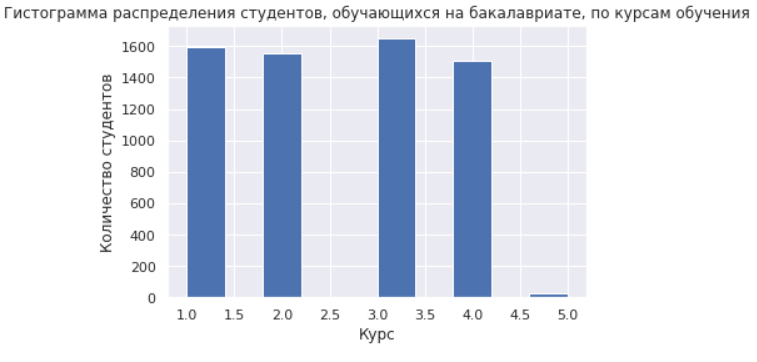 Гистограмма распределения студентов, обучающихся на бакалавриате, по курсам обучения
1600
1400
1200
1000
800
600
400
200
0
Количество студентов
1.0 1.5 2.0 2.5 3.0 3.5 4.0 4.5 5.0
Курс